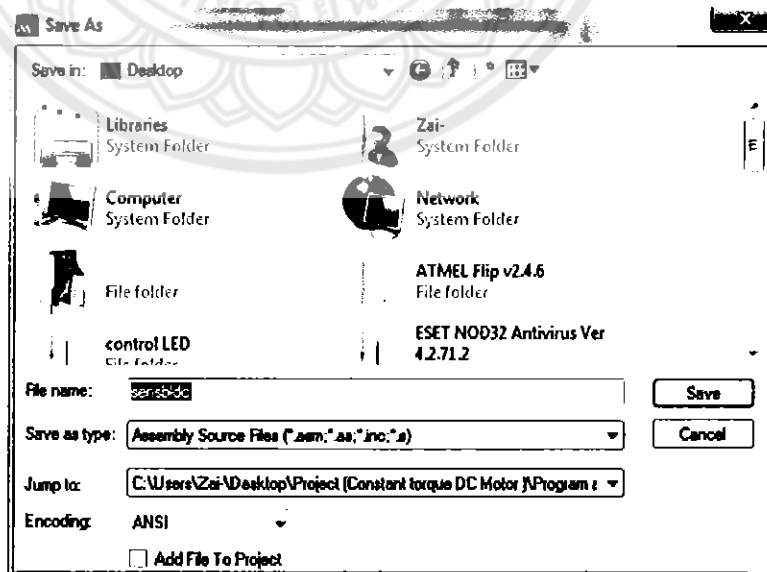 Save As
Save in: Desktop
Libraries
System Folder
Zai-
System Folder
Computer
System Folder
Network
System Folder
File folder
ATMEL Flip v2.4.6
File folder
control LED
File folder
ESET NOD32 Antivirus Ver
4.2.71.2
File name:
Save
Save as type: Assembly Source Files (*.asm;*.as;*.inc;*.s)
Cancel
Jump to: C:\Users\Zai-\Desktop\Project (Constant torque DC Motor )\Program a
Encoding: ANSI
Add File To Project